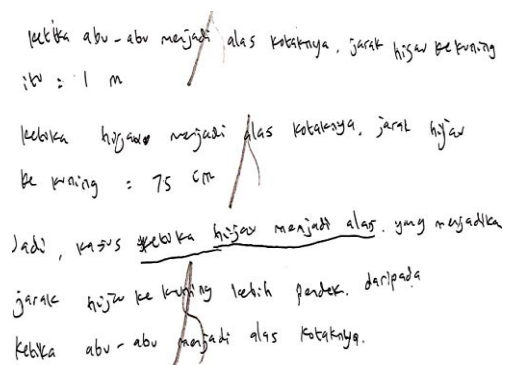 ketika abu-abu menjadi alas kotaknya, jarak hijau ke kuning
itu = 1 m
ketika hijau menjadi alas kotaknya, jarak hijau
ke kuning = 75 cm
Jadi, kasus ketika hijau menjadi alas, yang menjadika
jarak hijau ke kuning lebih pendek. daripada
ketika abu-abu menjadi alas kotaknya.